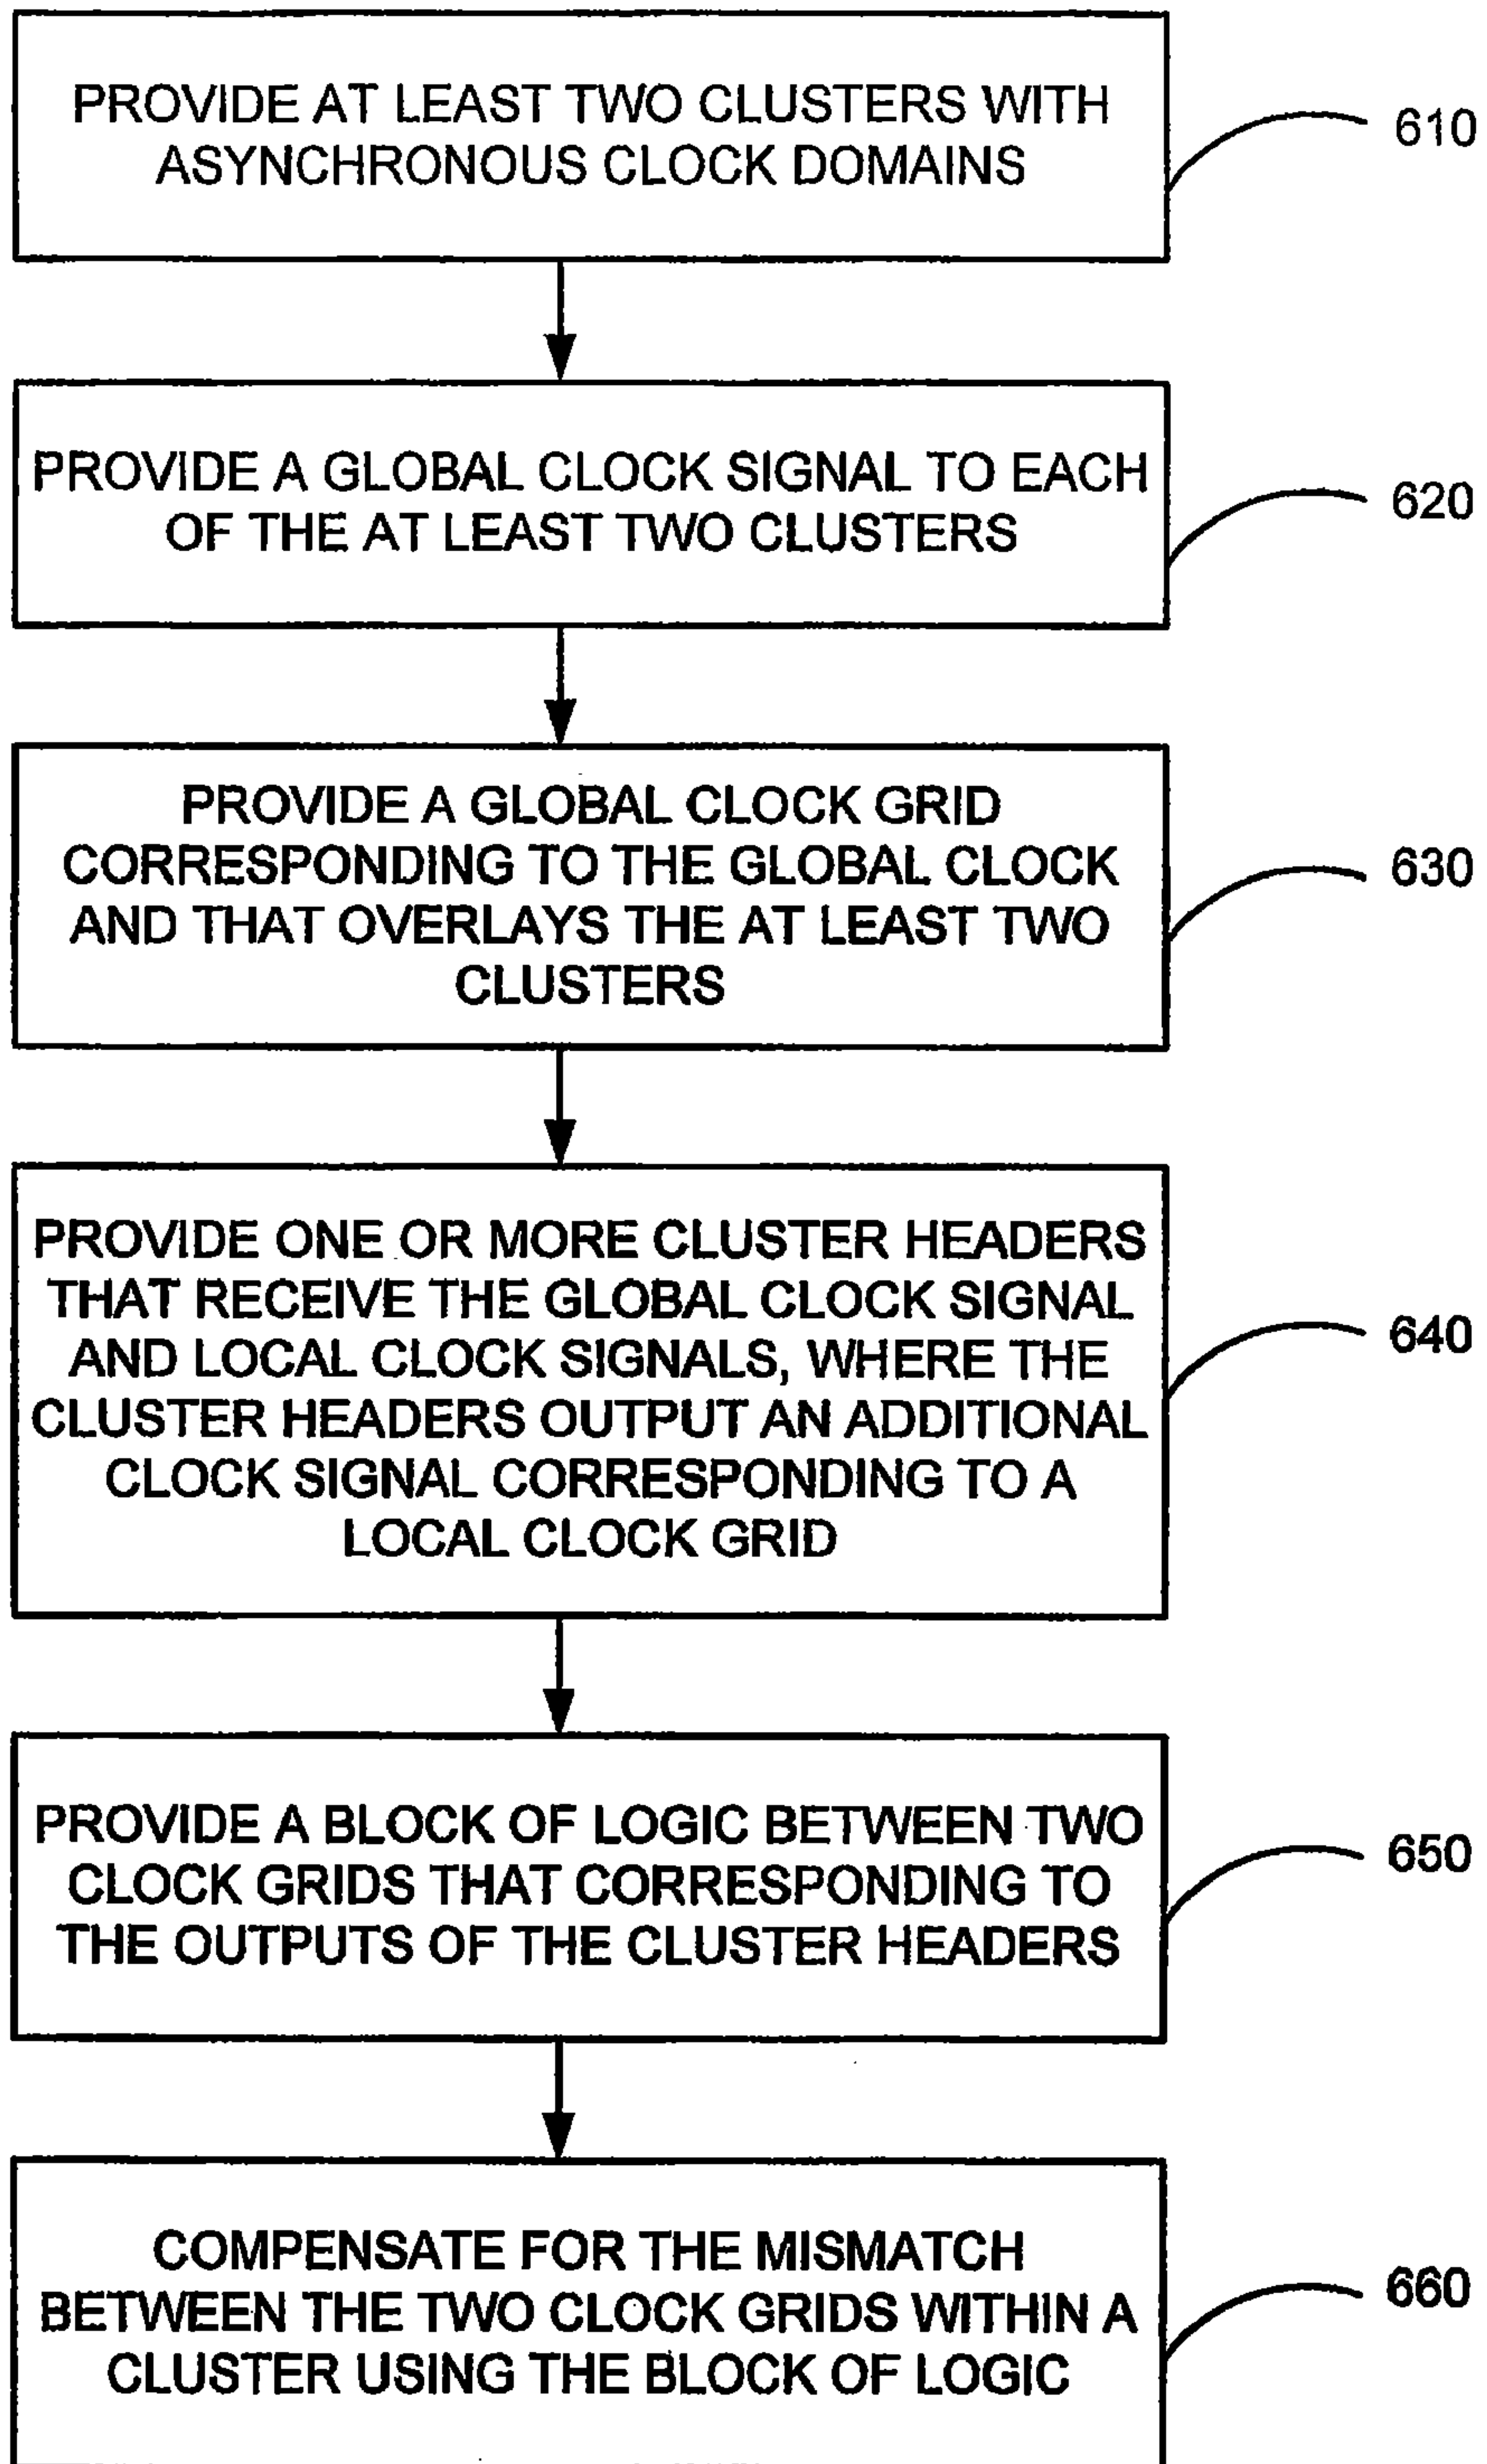 PROVIDE AT LEAST TWO CLUSTERS WITH
ASYNCHRONOUS CLOCK DOMAINS
610
PROVIDE A GLOBAL CLOCK SIGNAL TO EACH
OF THE AT LEAST TWO CLUSTERS
620
PROVIDE A GLOBAL CLOCK GRID
CORRESPONDING TO THE GLOBAL CLOCK
AND THAT OVERLAYS THE AT LEAST TWO
CLUSTERS
630
PROVIDE ONE OR MORE CLUSTER HEADERS
THAT RECEIVE THE GLOBAL CLOCK SIGNAL
AND LOCAL CLOCK SIGNALS, WHERE THE
CLUSTER HEADERS OUTPUT AN ADDITIONAL
CLOCK SIGNAL CORRESPONDING TO A
LOCAL CLOCK GRID
640
PROVIDE A BLOCK OF LOGIC BETWEEN TWO
CLOCK GRIDS THAT CORRESPONDING TO
THE OUTPUTS OF THE CLUSTER HEADERS
650
COMPENSATE FOR THE MISMATCH
BETWEEN THE TWO CLOCK GRIDS WITHIN A
CLUSTER USING THE BLOCK OF LOGIC
660